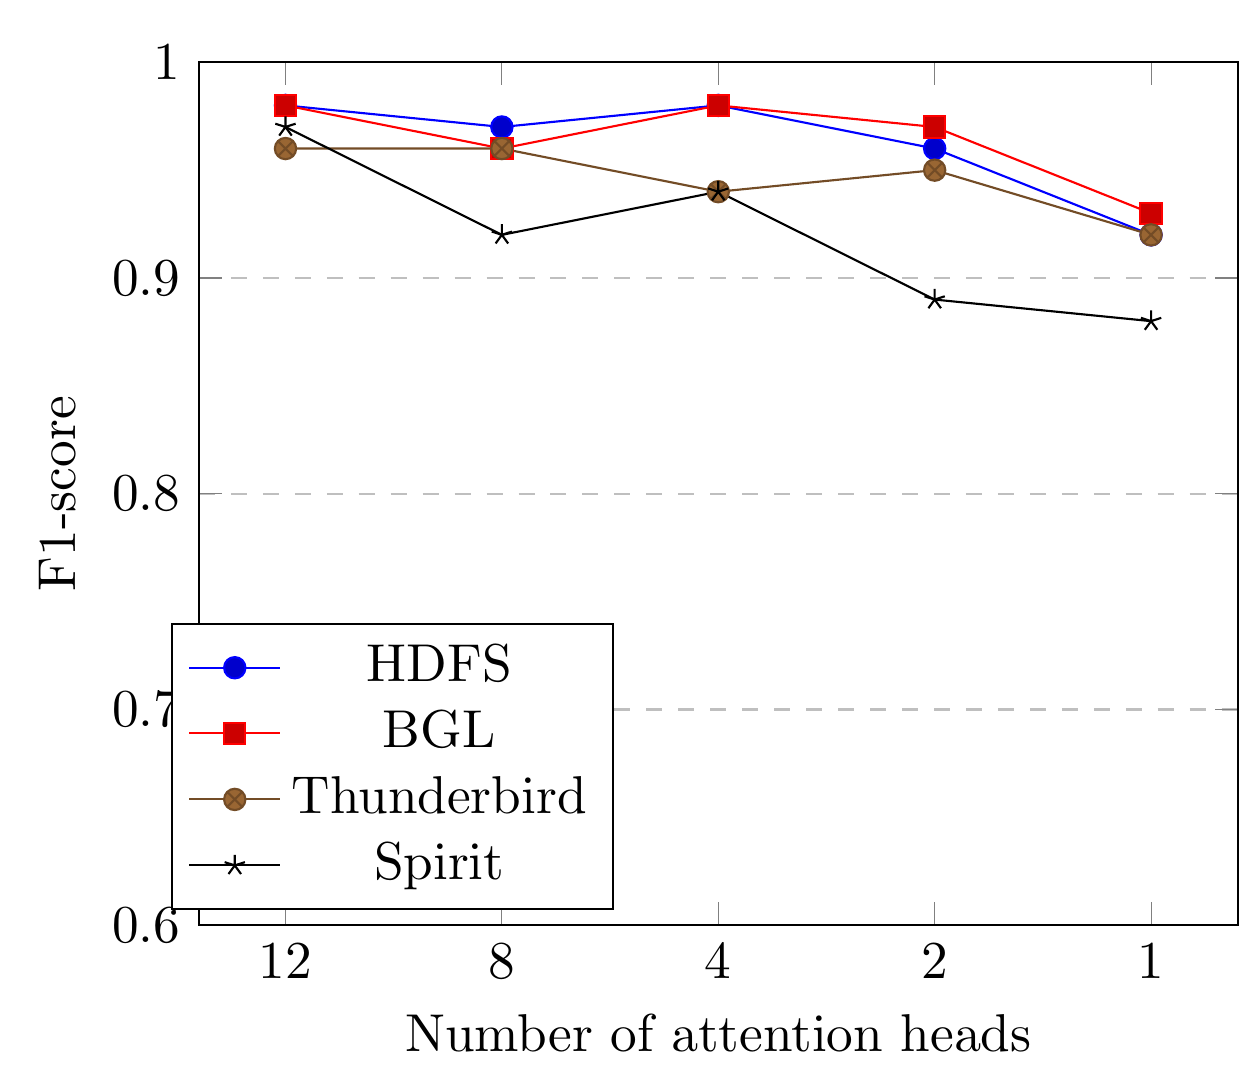 1
0.9
0.8
0.7
0.6
F1-score
HDFS
BGL
Thunderbird
Spirit
12 8 4 2 1
Number of attention heads